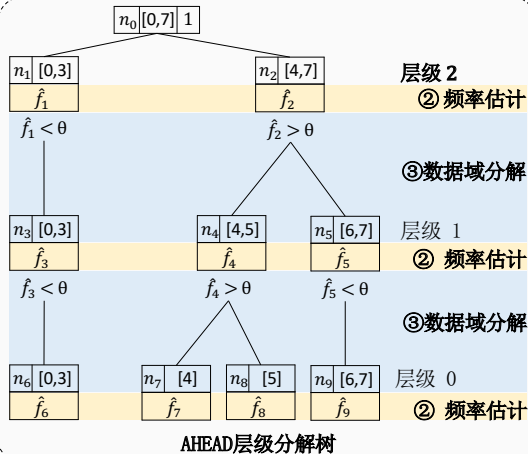 n₀ [0,7] 1
n₁ [0,3] n₂ [4,7] 层级 2
f̂₁ f̂₂ ② 频率估计
f̂₁ < θ f̂₂ > θ
③数据域分解
n₃ [0,3] n₄ [4,5] n₅ [6,7] 层级 1
f̂₃ f̂₄ f̂₅ ② 频率估计
f̂₃ < θ f̂₄ > θ f̂₅ < θ
③数据域分解
n₆ [0,3] n₇ [4] n₈ [5] n₉ [6,7] 层级 0
f̂₆ f̂₇ f̂₈ f̂₉ ② 频率估计
AHEAD层级分解树